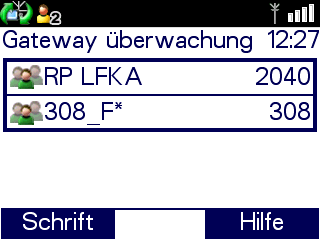 2
Gateway überwachung 12:27
RP LFKA 2040
308_F* 308
Schrift Hilfe